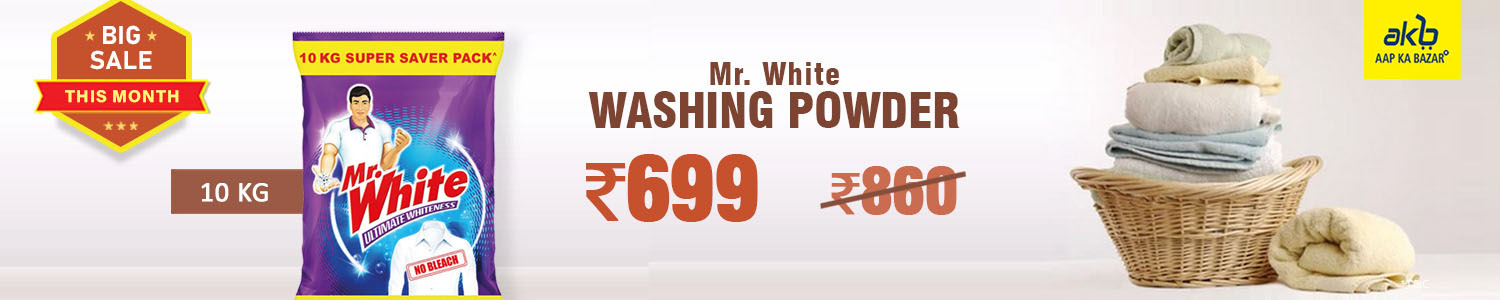 BIG
SALE
THIS MONTH
10 KG
10 KG SUPER SAVER PACK^
Mr.
White
ULTIMATE WHITENESS
NO BLEACH
Mr. White
WASHING POWDER
₹699
₹860
akb
AAP KA BAZAR